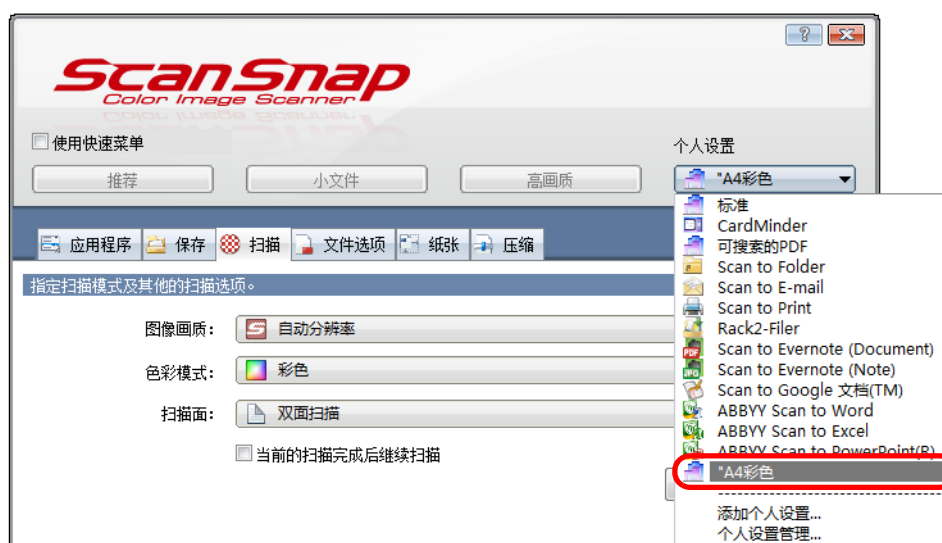 ScanSnap
Color Image Scanner
使用快速菜单
个人设置
推荐
小文件
高画质
"A4彩色
应用程序
保存
扫描
文件选项
纸张
压缩
指定扫描模式及其他的扫描选项。
图像画质:
自动分辨率
色彩模式:
彩色
扫描面:
双面扫描
当前的扫描完成后继续扫描
标准
CardMinder
可搜索的PDF
Scan to Folder
Scan to E-mail
Scan to Print
Rack2-Filer
Scan to Evernote (Document)
Scan to Evernote (Note)
Scan to Google 文档(TM)
ABBYY Scan to Word
ABBYY Scan to Excel
ABBYY Scan to PowerPoint(R)
"A4彩色
添加个人设置...
个人设置管理...